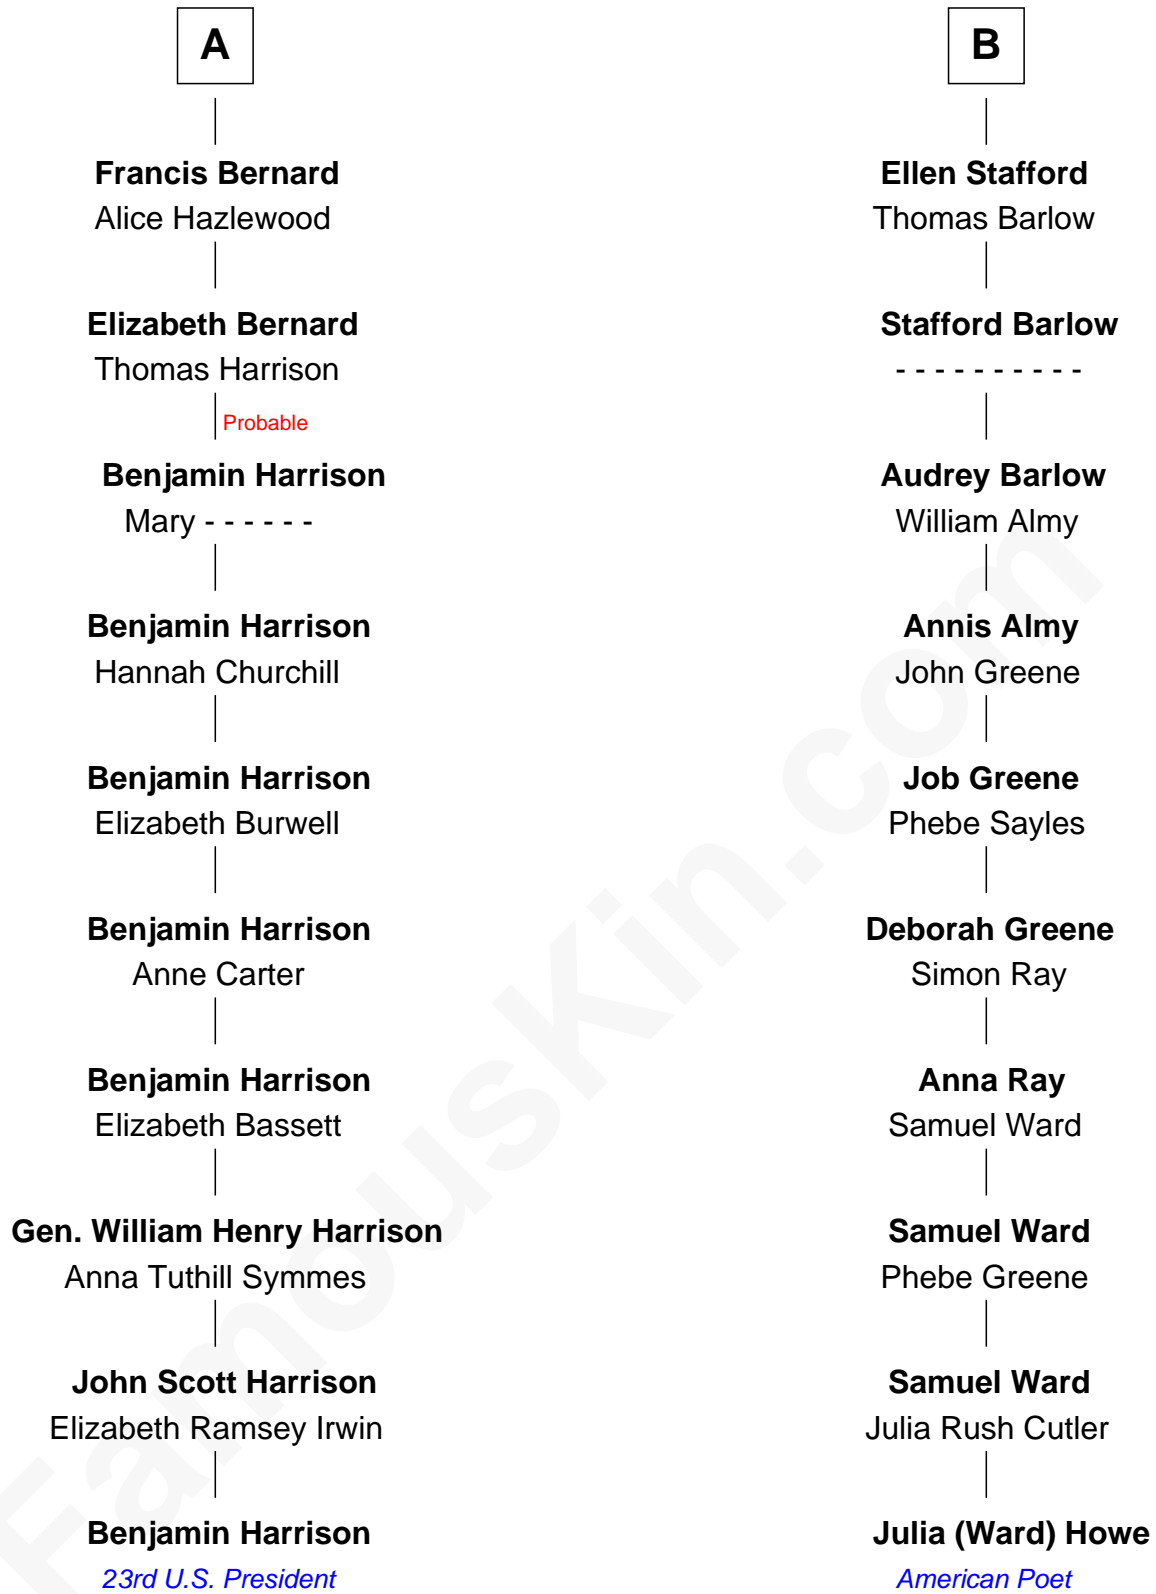 A
Francis Bernard
Alice Hazlewood
Elizabeth Bernard
Thomas Harrison
Probable
Benjamin Harrison
Mary - - - - - -
Benjamin Harrison
Hannah Churchill
Benjamin Harrison
Elizabeth Burwell
Benjamin Harrison
Anne Carter
Benjamin Harrison
Elizabeth Bassett
Gen. William Henry Harrison
Anna Tuthill Symmes
John Scott Harrison
Elizabeth Ramsey Irwin
Benjamin Harrison
23rd U.S. President
B
Ellen Stafford
Thomas Barlow
Stafford Barlow
- - - - - - - - - -
Audrey Barlow
William Almy
Annis Almy
John Greene
Job Greene
Phebe Sayles
Deborah Greene
Simon Ray
Anna Ray
Samuel Ward
Samuel Ward
Phebe Greene
Samuel Ward
Julia Rush Cutler
Julia (Ward) Howe
American Poet
FamousKin.com